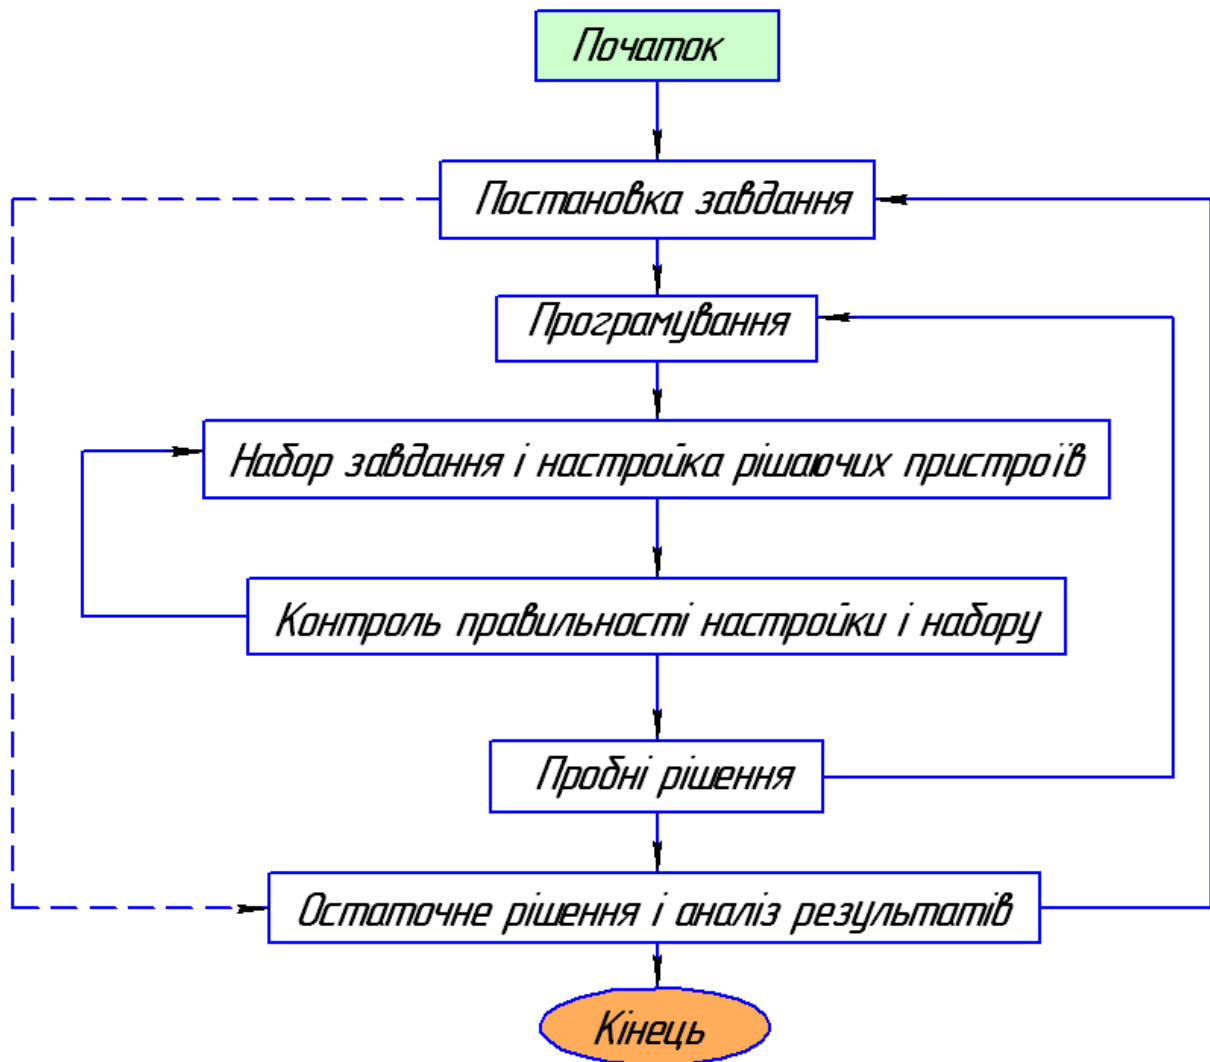 Початок
Постановка завдання
Програмування
Набор завдання і настройка рішаючих пристроїв
Контроль правильності настройки і набору
Пробні рішення
Остаточне рішення і аналіз результатів
Кінець